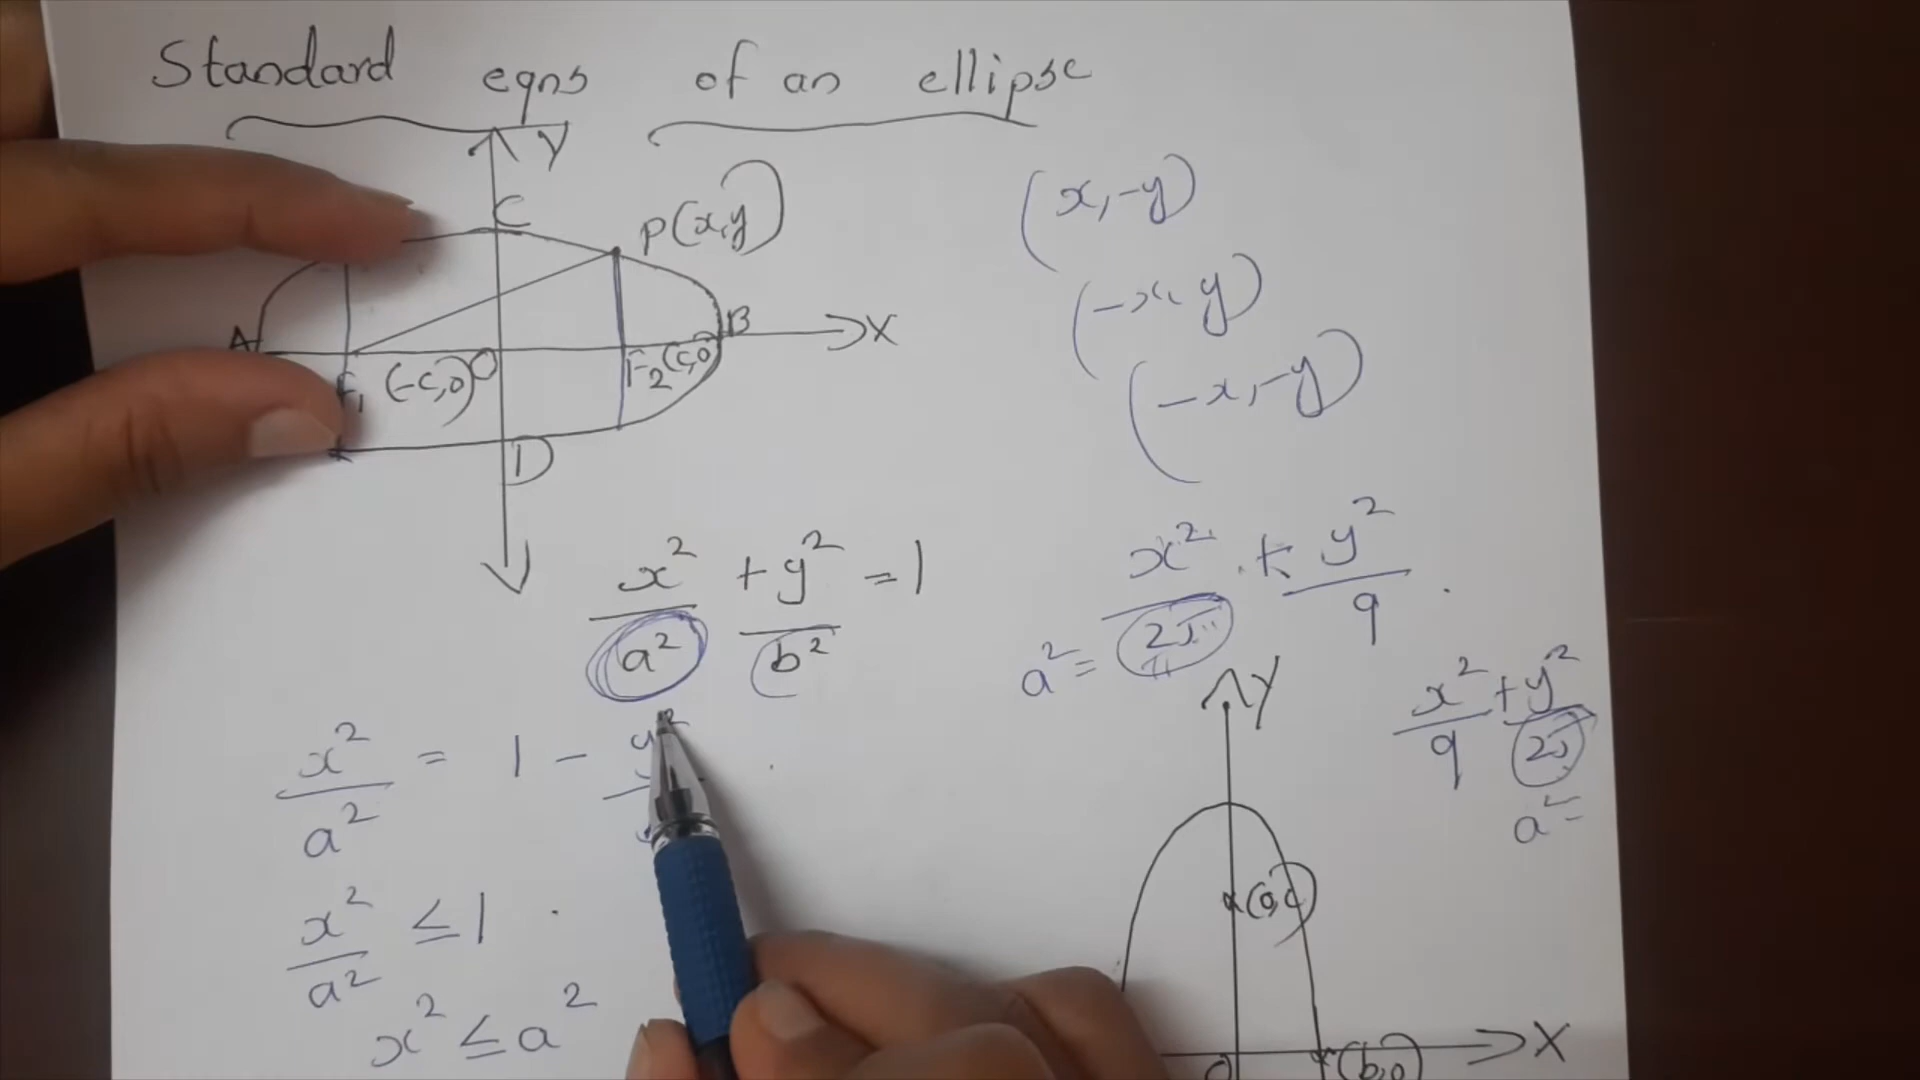 Standard eqns of an ellipse
Y
C
P(x,y)
A
B
X
F₁ (-c,0)
O
F₂ (c,0)
D
(x,-y)
(-x, y)
(-x,-y)
x²/a² + y²/b² = 1
x²/25 + y²/9
a² =
x²/9 + y²/25
a² =
x²/a² = 1 - y²
x²/a² ≤ 1
x² ≤ a²
Y
(0,c)
O
(b,0)
X